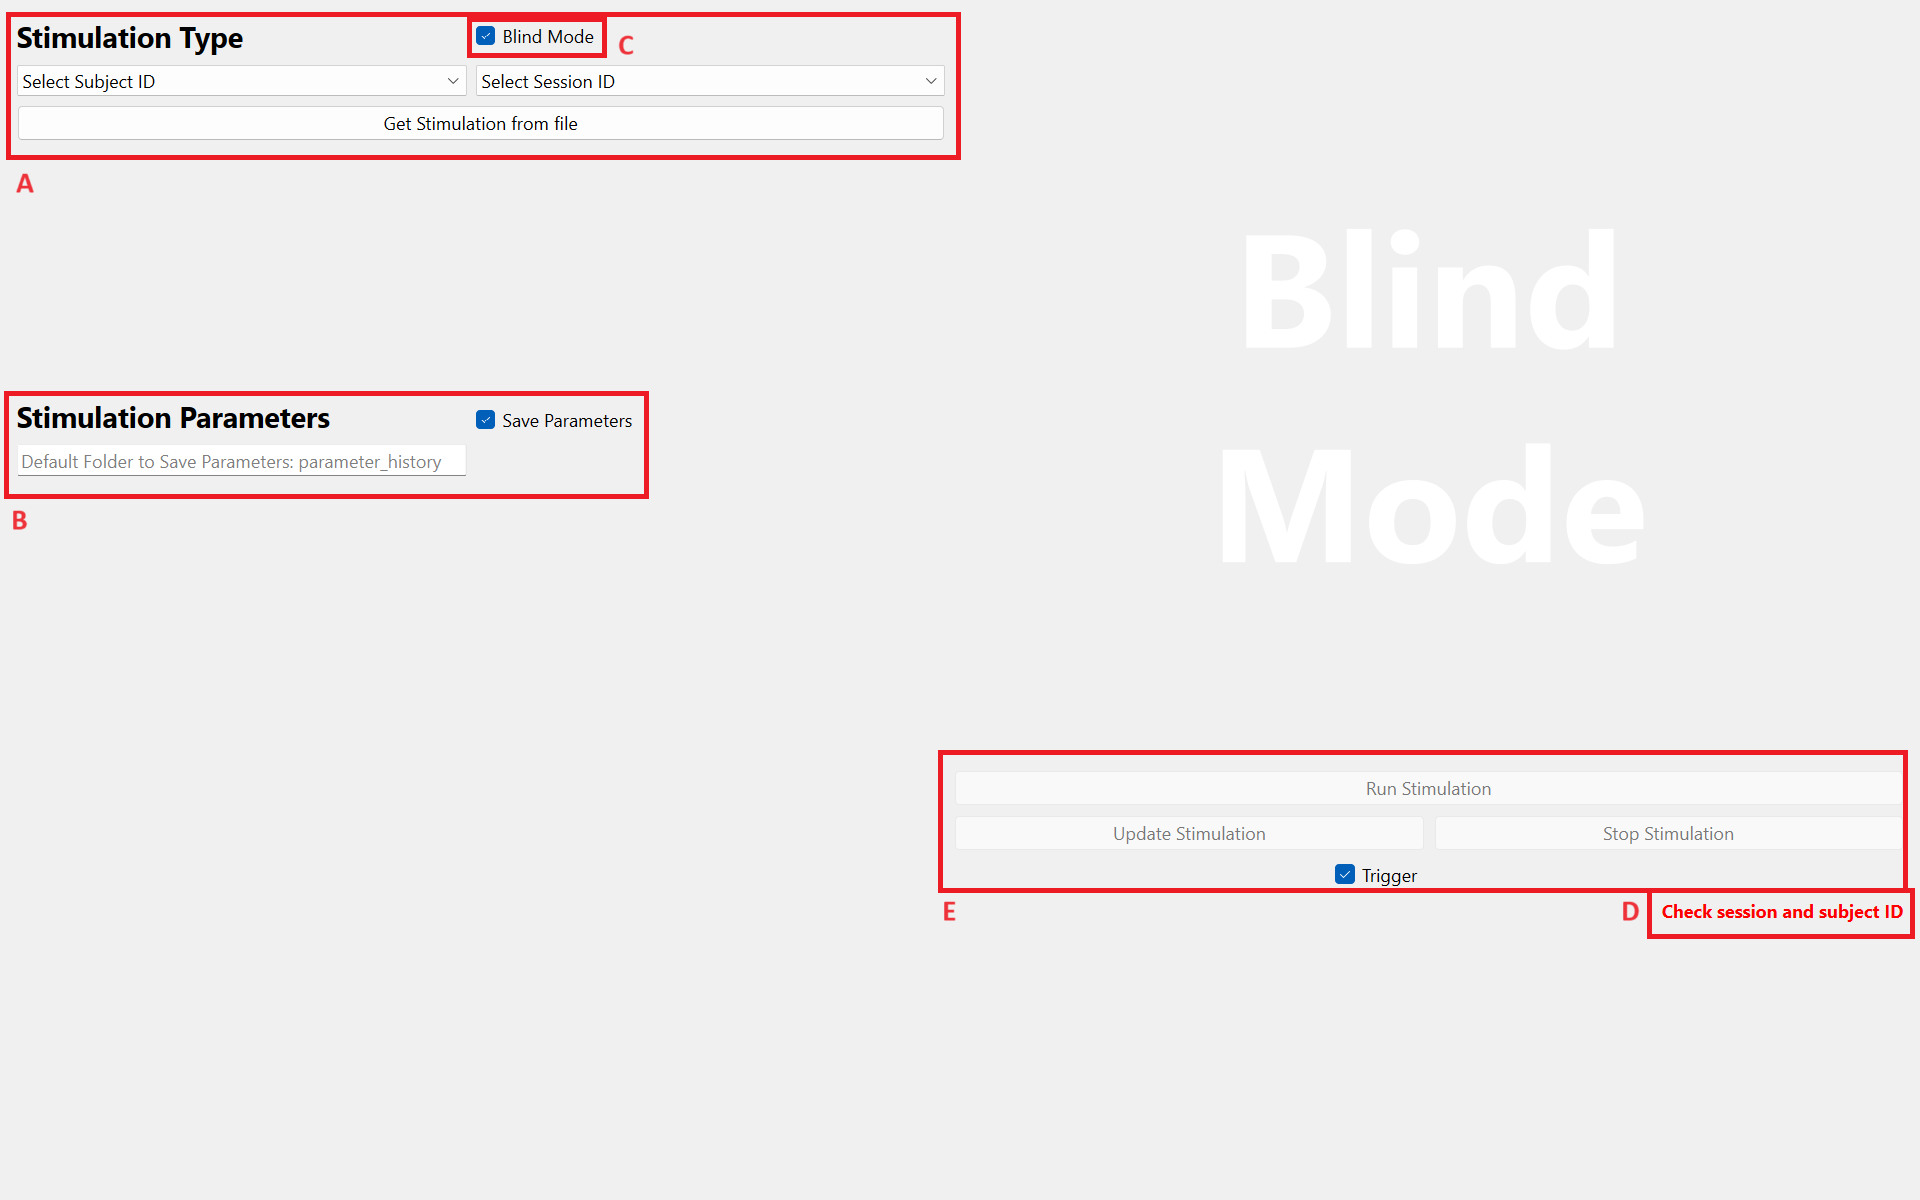 Stimulation Type
Blind Mode
C
Select Subject ID
Select Session ID
Get Stimulation from file
A
Blind
Mode
Stimulation Parameters
Save Parameters
Default Folder to Save Parameters: parameter_history
B
Run Stimulation
Update Stimulation
Stop Stimulation
Trigger
E
D
Check session and subject ID